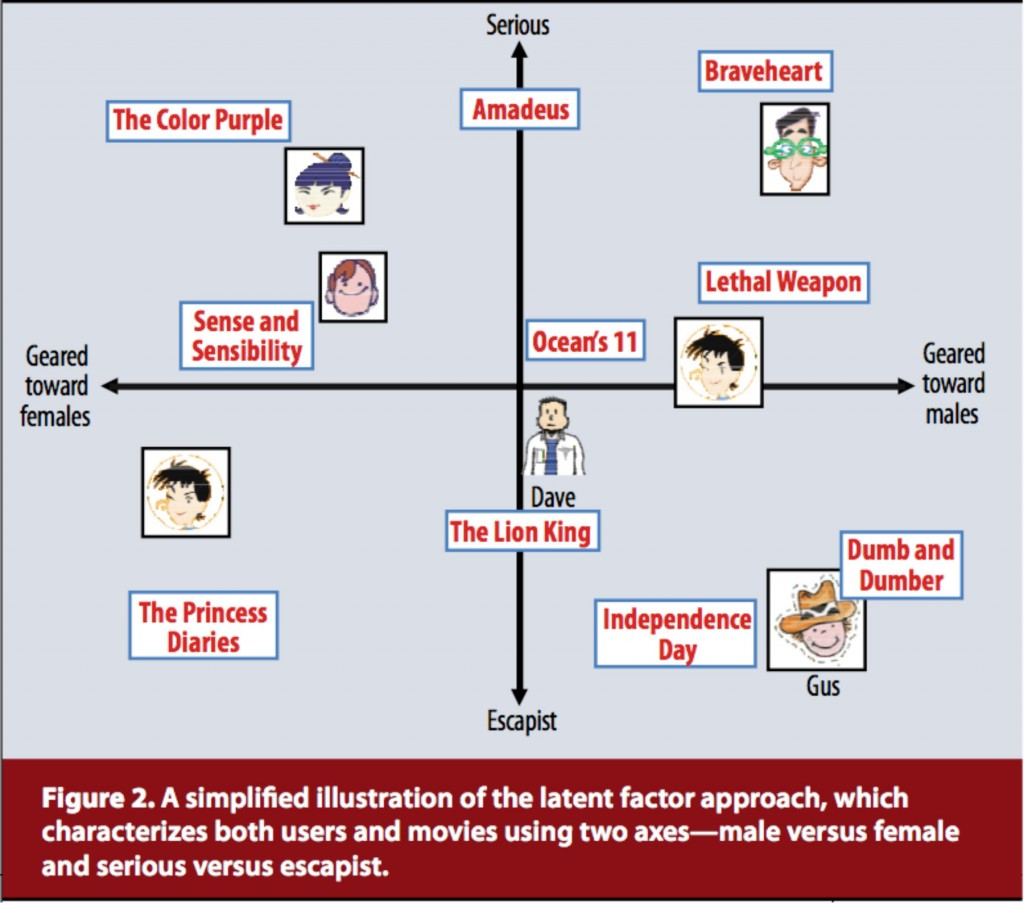 Serious
Braveheart
Amadeus
The Color Purple
Lethal Weapon
Sense and
Sensibility
Ocean's 11
Geared
toward
females
Geared
toward
males
Dave
The Lion King
Dumb and
Dumber
The Princess
Diaries
Independence
Day
Gus
Escapist
Figure 2. A simplified illustration of the latent factor approach, which
characterizes both users and movies using two axes—male versus female
and serious versus escapist.